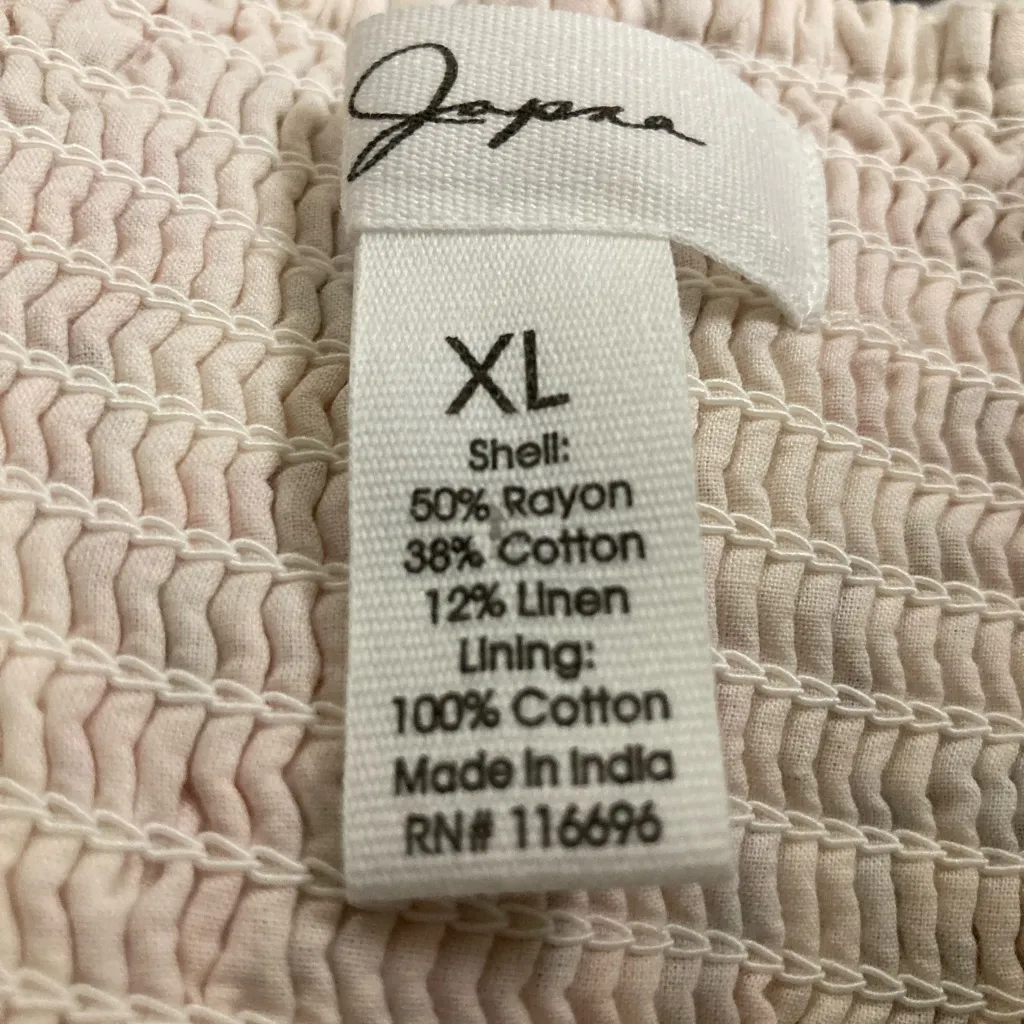 Japna
XL
Shell:
50% Rayon
38% Cotton
12% Linen
Lining:
100% Cotton
Made in India
RN# 116696